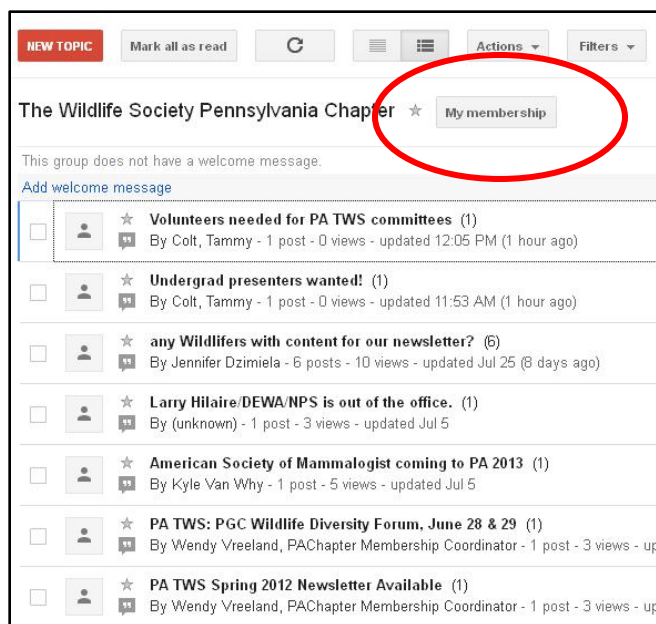 NEW TOPIC Mark all as read Actions Filters
The Wildlife Society Pennsylvania Chapter My membership
This group does not have a welcome message.
Add welcome message
Volunteers needed for PA TWS committees (1)
By Colt, Tammy - 1 post - 0 views - updated 12:05 PM (1 hour ago)
Undergrad presenters wanted! (1)
By Colt, Tammy - 1 post - 0 views - updated 11:53 AM (1 hour ago)
any Wildlifers with content for our newsletter? (6)
By Jennifer Dzimiela - 6 posts - 10 views - updated Jul 25 (8 days ago)
Larry Hilaire/DEWA/NPS is out of the office. (1)
By (unknown) - 1 post - 3 views - updated Jul 5
American Society of Mammalogist coming to PA 2013 (1)
By Kyle Van Why - 1 post - 5 views - updated Jul 5
PA TWS: PGC Wildlife Diversity Forum, June 28 & 29 (1)
By Wendy Vreeland, PAChapter Membership Coordinator - 1 post - 3 views - up
PA TWS Spring 2012 Newsletter Available (1)
By Wendy Vreeland, PAChapter Membership Coordinator - 1 post - 3 views - up